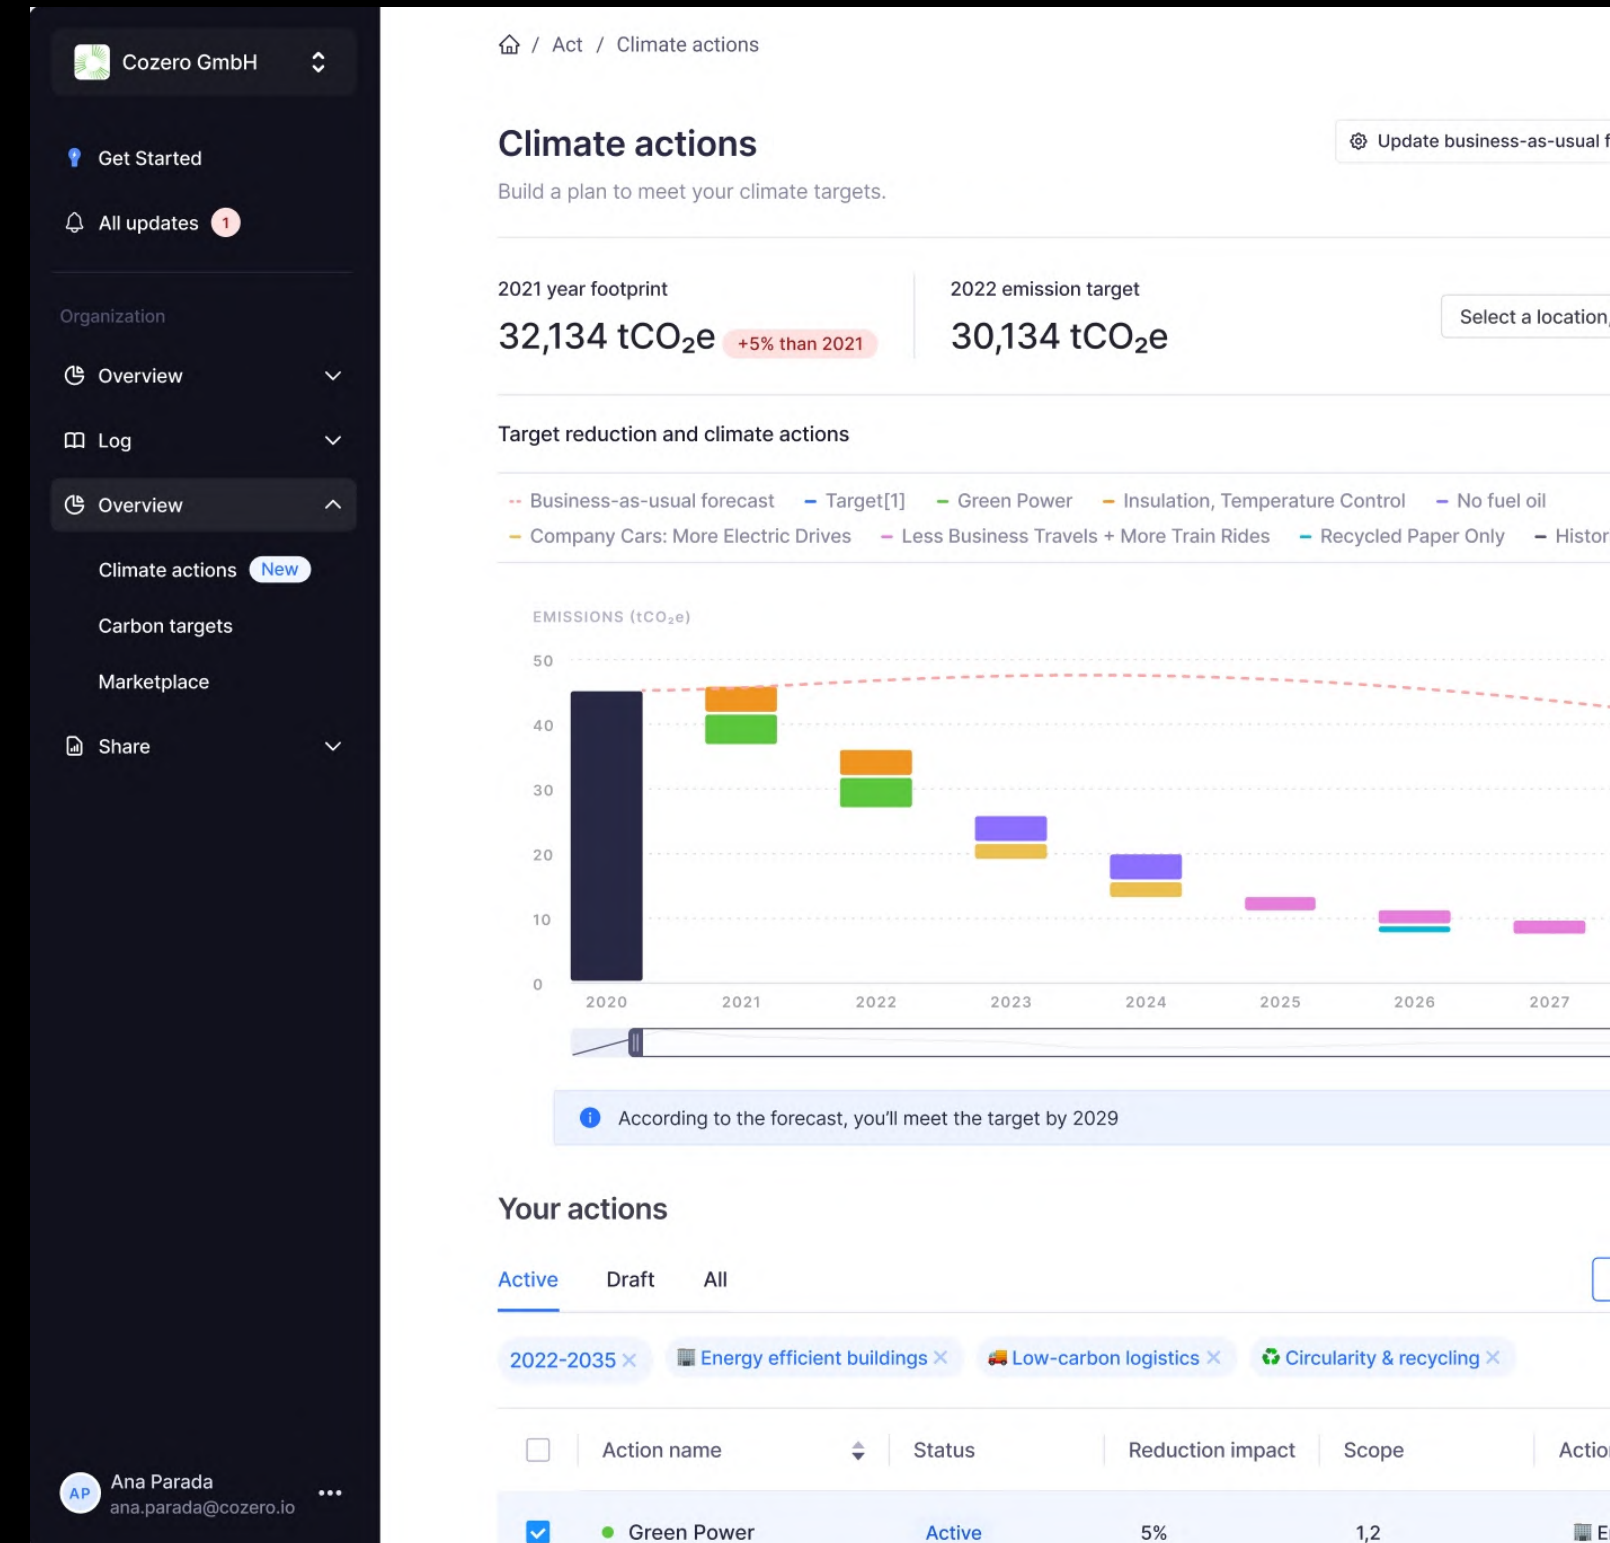 Cozero GmbH
Get Started
All updates 1
Organization
Overview
Log
Overview
Climate actions New
Carbon targets
Marketplace
Share
AP Ana Parada
ana.parada@cozero.io
/ Act / Climate actions
Climate actions
Update business-as-usual f
Build a plan to meet your climate targets.
2021 year footprint
32,134 tCO₂e +5% than 2021
2022 emission target
30,134 tCO₂e
Select a location,
Target reduction and climate actions
Business-as-usual forecast Target[1] Green Power Insulation, Temperature Control No fuel oil
Company Cars: More Electric Drives Less Business Travels + More Train Rides Recycled Paper Only Histor
EMISSIONS (tCO₂e)
50
40
30
20
10
0
2020 2021 2022 2023 2024 2025 2026 2027
According to the forecast, you'll meet the target by 2029
Your actions
Active Draft All
2022-2035 Energy efficient buildings Low-carbon logistics Circularity & recycling
Action name Status Reduction impact Scope Actio
Green Power Active 5% 1,2 E